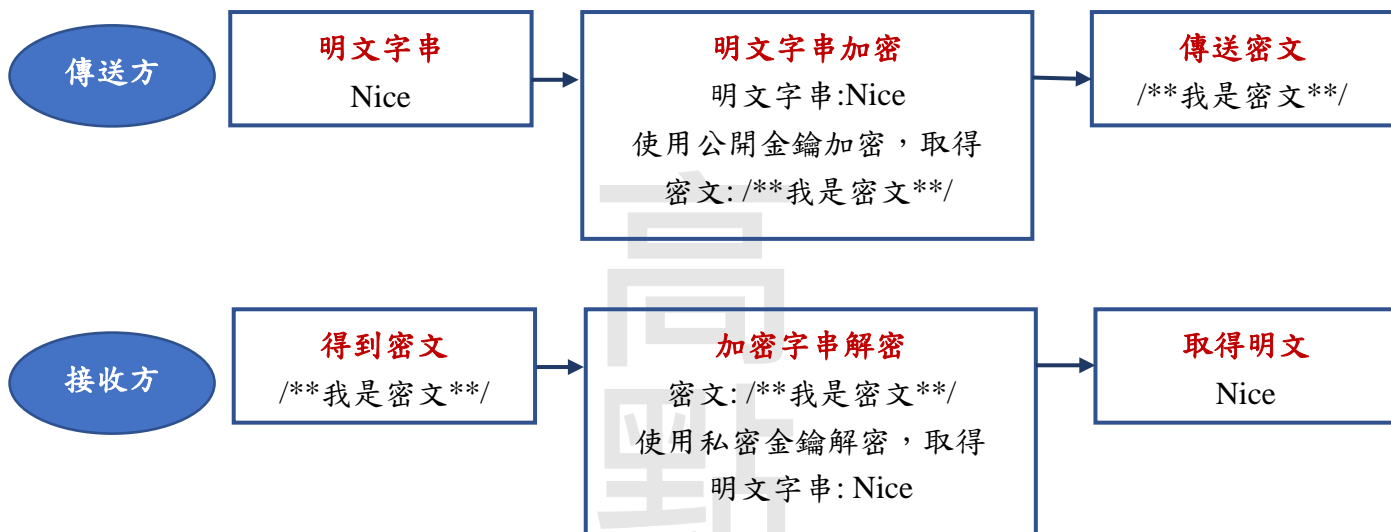 傳送方
明文字串
Nice
明文字串加密
明文字串:Nice
使用公開金鑰加密，取得
密文: /**我是密文**/
傳送密文
/**我是密文**/
接收方
得到密文
/**我是密文**/
加密字串解密
密文: /**我是密文**/
使用私密金鑰解密，取得
明文字串: Nice
取得明文
Nice
高點